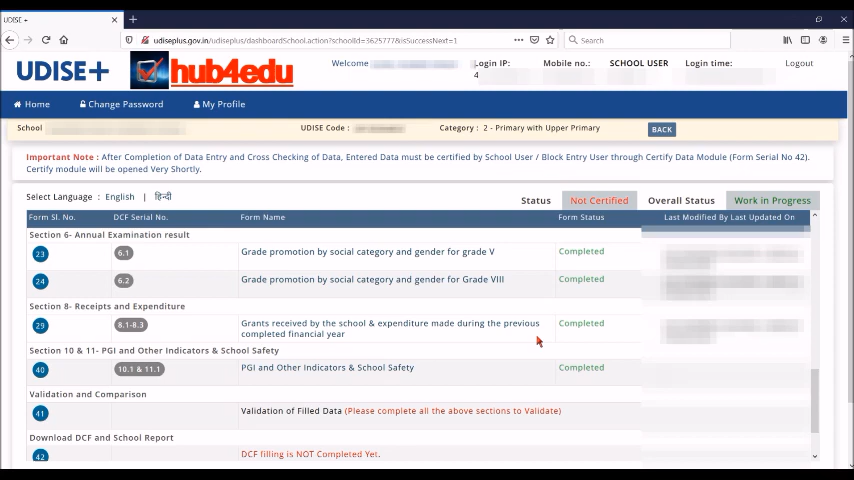 UDISE +
udiseplus.gov.in/udiseplus/dashboardSchool.action?schoolId=3625777&isSuccessNext=1
Search
UDISE+ hub4edu Welcome Login IP: Mobile no.: SCHOOL USER Login time: Logout
4
Home Change Password My Profile
School UDISE Code : Category : 2 - Primary with Upper Primary BACK
Important Note : After Completion of Data Entry and Cross Checking of Data, Entered Data must be certified by School User / Block Entry User through Certify Data Module (Form Serial No 42).
Certify module will be opened Very Shortly.
Select Language : English | हिन्दी Status Not Certified Overall Status Work in Progress
Form Sl. No. DCF Serial No. Form Name Form Status Last Modified By Last Updated On
Section 6- Annual Examination result
23 6.1 Grade promotion by social category and gender for grade V Completed
24 6.2 Grade promotion by social category and gender for Grade VIII Completed
Section 8- Receipts and Expenditure
29 8.1-8.3 Grants received by the school & expenditure made during the previous Completed
completed financial year
Section 10 & 11- PGI and Other Indicators & School Safety
40 10.1 & 11.1 PGI and Other Indicators & School Safety Completed
Validation and Comparison
41 Validation of Filled Data (Please complete all the above sections to Validate)
Download DCF and School Report
42 DCF filling is NOT Completed Yet.